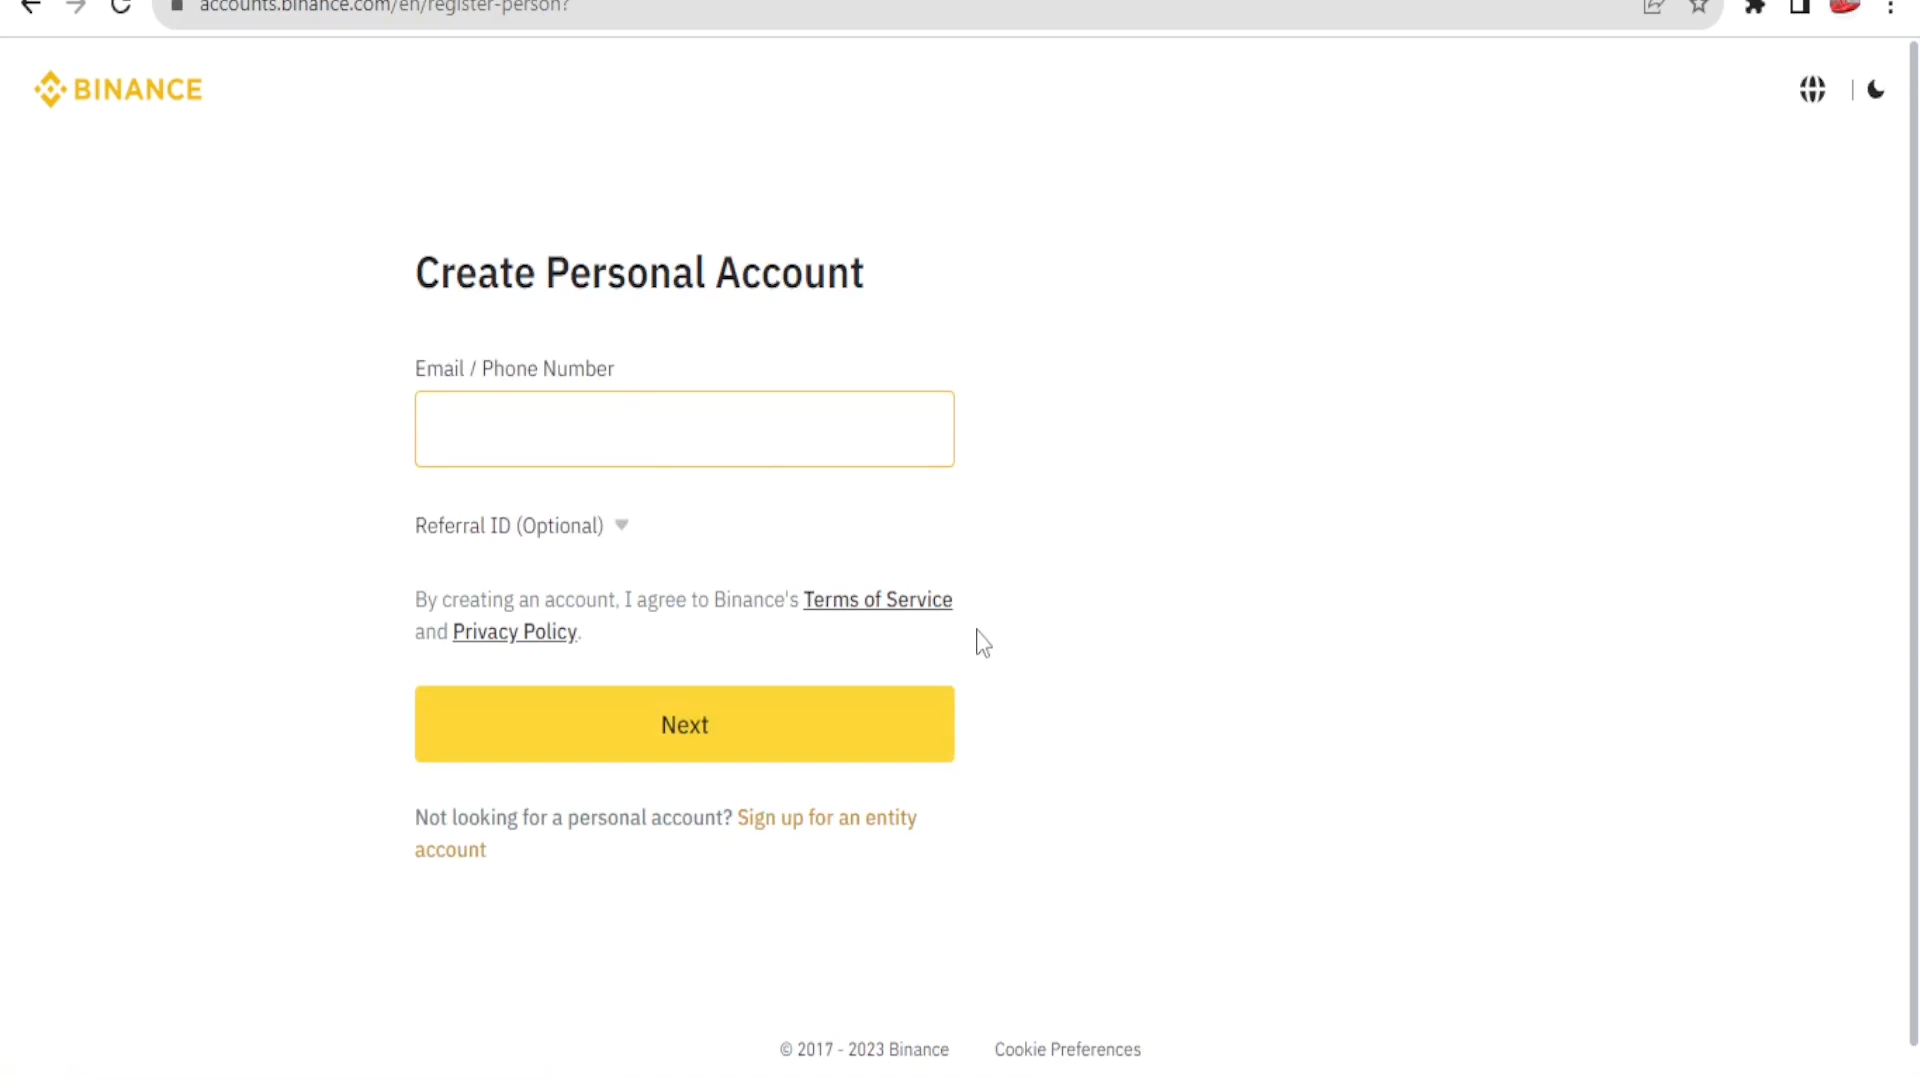 accounts.binance.com/en/register-person?
BINANCE
Create Personal Account
Email / Phone Number
Referral ID (Optional)
By creating an account, I agree to Binance's Terms of Service
and Privacy Policy.
Next
Not looking for a personal account? Sign up for an entity
account
© 2017 - 2023 Binance Cookie Preferences